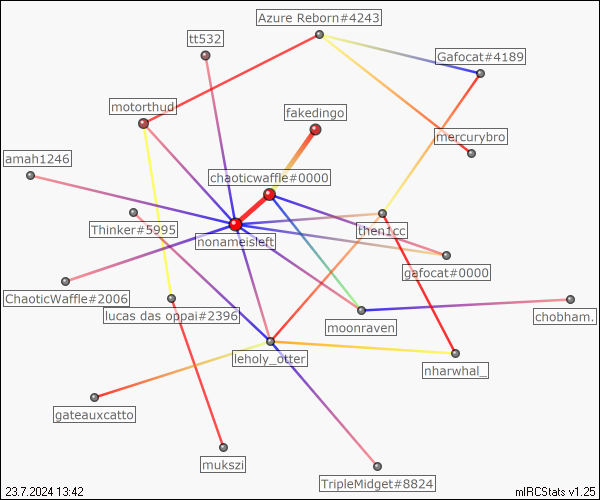 Azure Reborn#4243
tt532
Gafocat#4189
motorthud
fakedingo
mercurybro
amah1246
chaoticwaffle#0000
Thinker#5995
then1cc
nonameisleft
gafocat#0000
ChaoticWaffle#2006
lucas das oppai#2396
moonraven
chobham.
leholy_otter
nharwhal_
gateauxcatto
mukszi
TripleMidget#8824
23.7.2024 13:42
mIRCStats v1.25